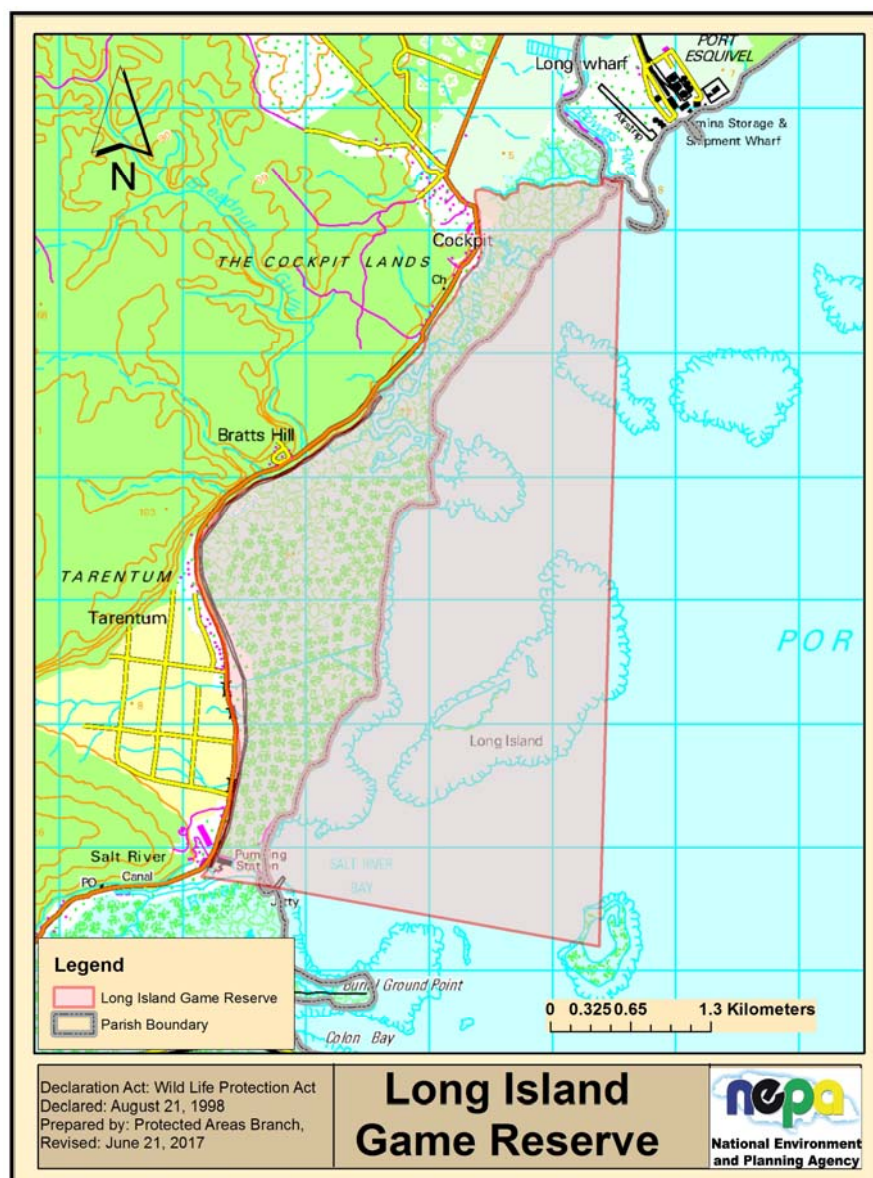 PORT
ESQUIVEL
Long wharf
Airstrip
mina Storage &
Shipment Wharf
N
Cockpit
THE COCKPIT LANDS
Ch
Bratts Hill
TARENTUM
Tarentum
POR
Long Island
Salt River
Pumping
Station
SALT RIVER
BAY
PO
Canal
Jetty
Burial Ground Point
Colon Bay
Legend
Long Island Game Reserve
Parish Boundary
0 0.325 0.65 1.3 Kilometers
Declaration Act: Wild Life Protection Act
Declared: August 21, 1998
Prepared by: Protected Areas Branch,
Revised: June 21, 2017
Long Island
Game Reserve
nepa
National Environment
and Planning Agency